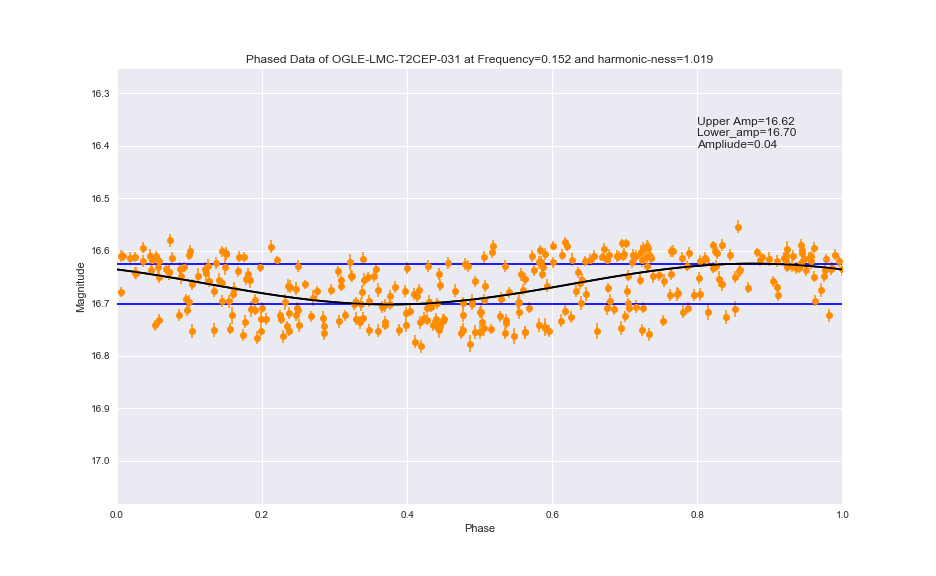 Phased Data of OGLE-LMC-T2CEP-031 at Frequency=0.152 and harmonic-ness=1.019
Upper Amp=16.62
Lower_amp=16.70
Ampliude=0.04
Magnitude
16.3
16.4
16.5
16.6
16.7
16.8
16.9
17.0
0.0 0.2 0.4 0.6 0.8 1.0
Phase